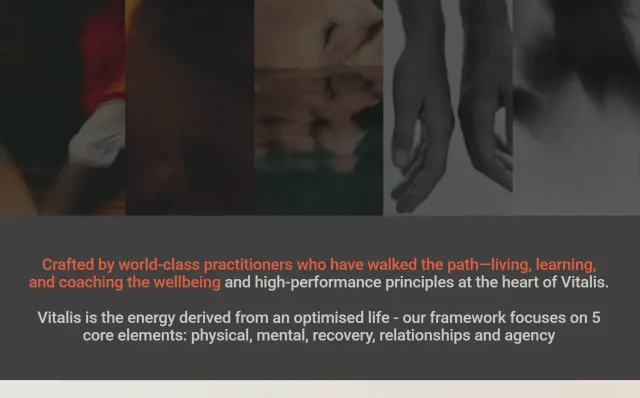 Crafted by world-class practitioners who have walked the path—living, learning,
and coaching the wellbeing and high-performance principles at the heart of Vitalis.
Vitalis is the energy derived from an optimised life - our framework focuses on 5
core elements: physical, mental, recovery, relationships and agency